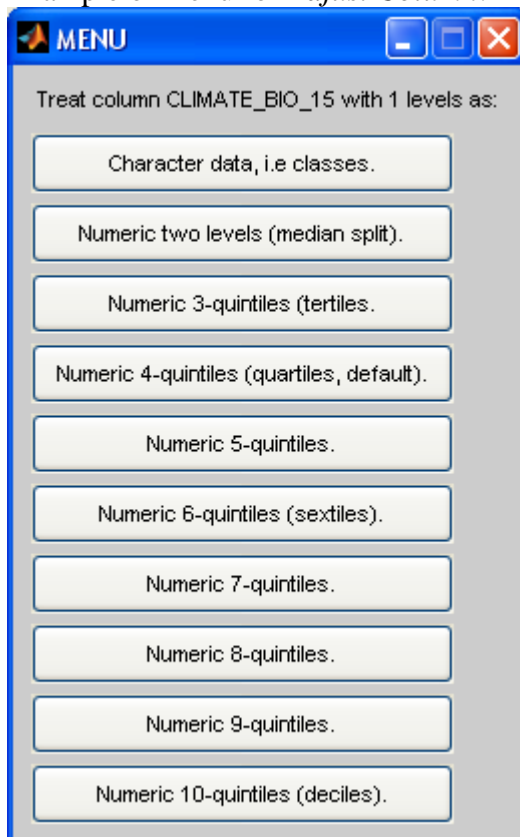 MENU
Treat column CLIMATE_BIO_15 with 1 levels as:
Character data, i.e classes.
Numeric two levels (median split).
Numeric 3-quintiles (tertiles.
Numeric 4-quintiles (quartiles, default).
Numeric 5-quintiles.
Numeric 6-quintiles (sextiles).
Numeric 7-quintiles.
Numeric 8-quintiles.
Numeric 9-quintiles.
Numeric 10-quintiles (deciles).